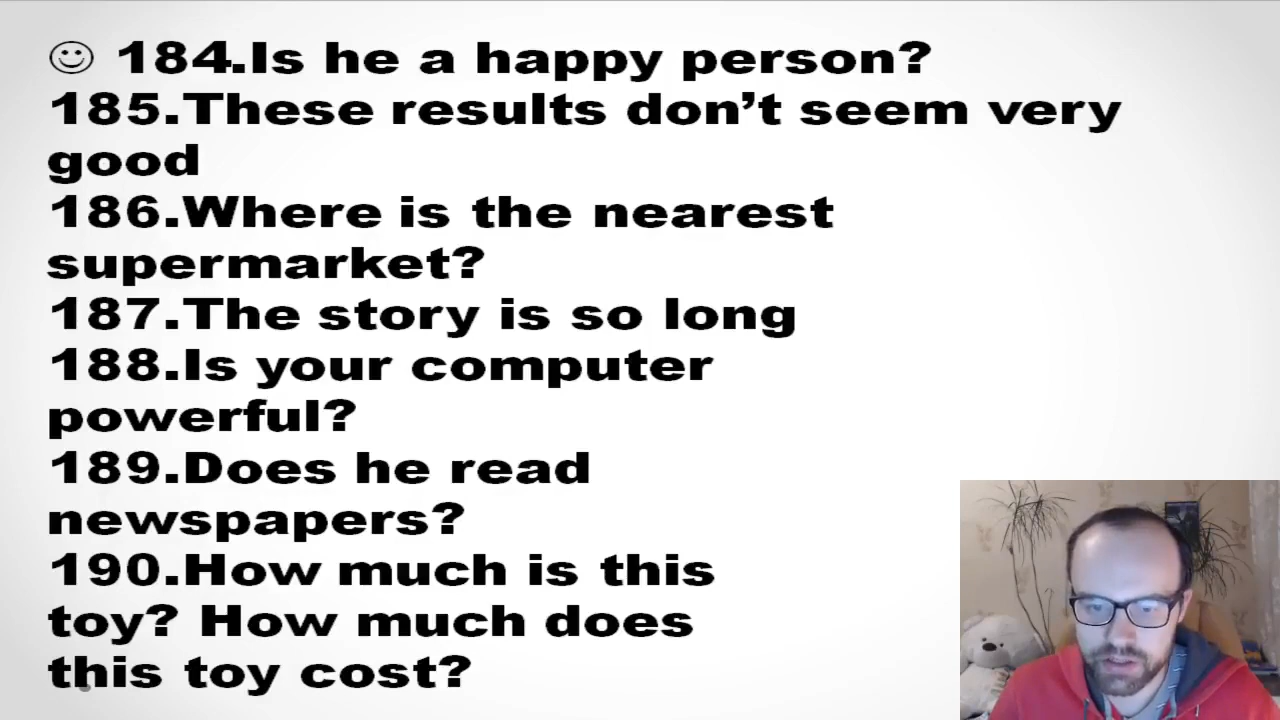 ☺ 184.Is he a happy person?
185.These results don’t seem very
good
186.Where is the nearest
supermarket?
187.The story is so long
188.Is your computer
powerful?
189.Does he read
newspapers?
190.How much is this
toy? How much does
this toy cost?